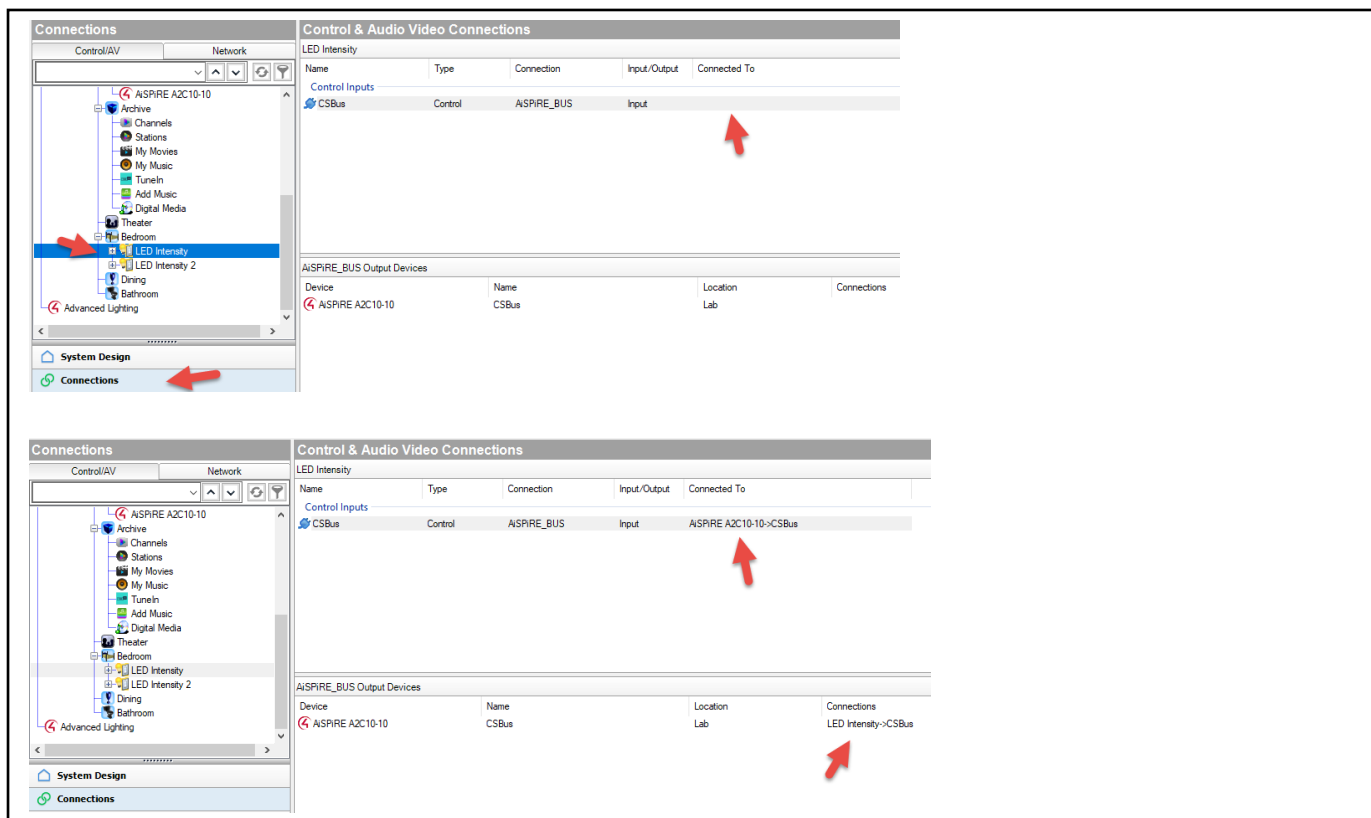 Connections
Control/AV Network
AiSPiRE A2C10-10
Archive
Channels
Stations
My Movies
My Music
TuneIn
Add Music
Digital Media
Theater
Bedroom
LED Intensity
LED Intensity 2
Dining
Bathroom
Advanced Lighting
System Design
Connections
Control & Audio Video Connections
LED Intensity
Name Type Connection Input/Output Connected To
Control Inputs
CSBus Control AiSPiRE_BUS Input
AiSPiRE_BUS Output Devices
Device Name Location Connections
AiSPiRE A2C10-10 CSBus Lab
Connections
Control/AV Network
AiSPiRE A2C10-10
Archive
Channels
Stations
My Movies
My Music
TuneIn
Add Music
Digital Media
Theater
Bedroom
LED Intensity
LED Intensity 2
Dining
Bathroom
Advanced Lighting
System Design
Connections
Control & Audio Video Connections
LED Intensity
Name Type Connection Input/Output Connected To
Control Inputs
CSBus Control AiSPiRE_BUS Input AiSPiRE A2C10-10->CSBus
AiSPiRE_BUS Output Devices
Device Name Location Connections
AiSPiRE A2C10-10 CSBus Lab LED Intensity->CSBus